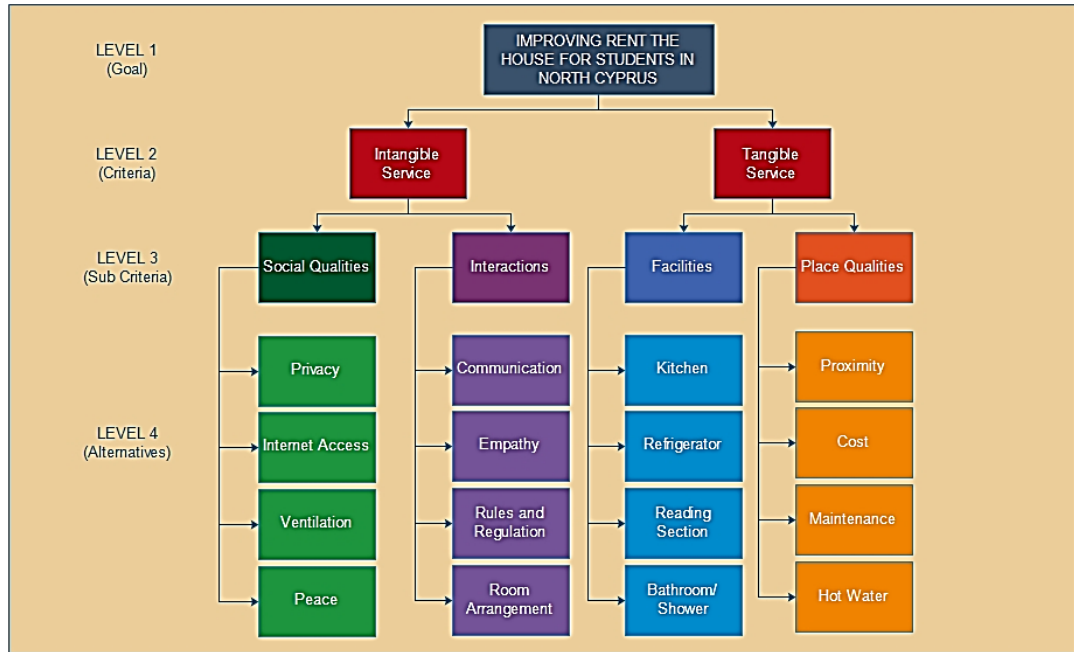 LEVEL 1
(Goal)
IMPROVING RENT THE
HOUSE FOR STUDENTS IN
NORTH CYPRUS
LEVEL 2
(Criteria)
Intangible
Service
Tangible
Service
LEVEL 3
(Sub Criteria)
Social Qualities
Interactions
Facilities
Place Qualities
LEVEL 4
(Alternatives)
Privacy
Internet Access
Ventilation
Peace
Communication
Empathy
Rules and
Regulation
Room
Arrangement
Kitchen
Refrigerator
Reading
Section
Bathroom/
Shower
Proximity
Cost
Maintenance
Hot Water